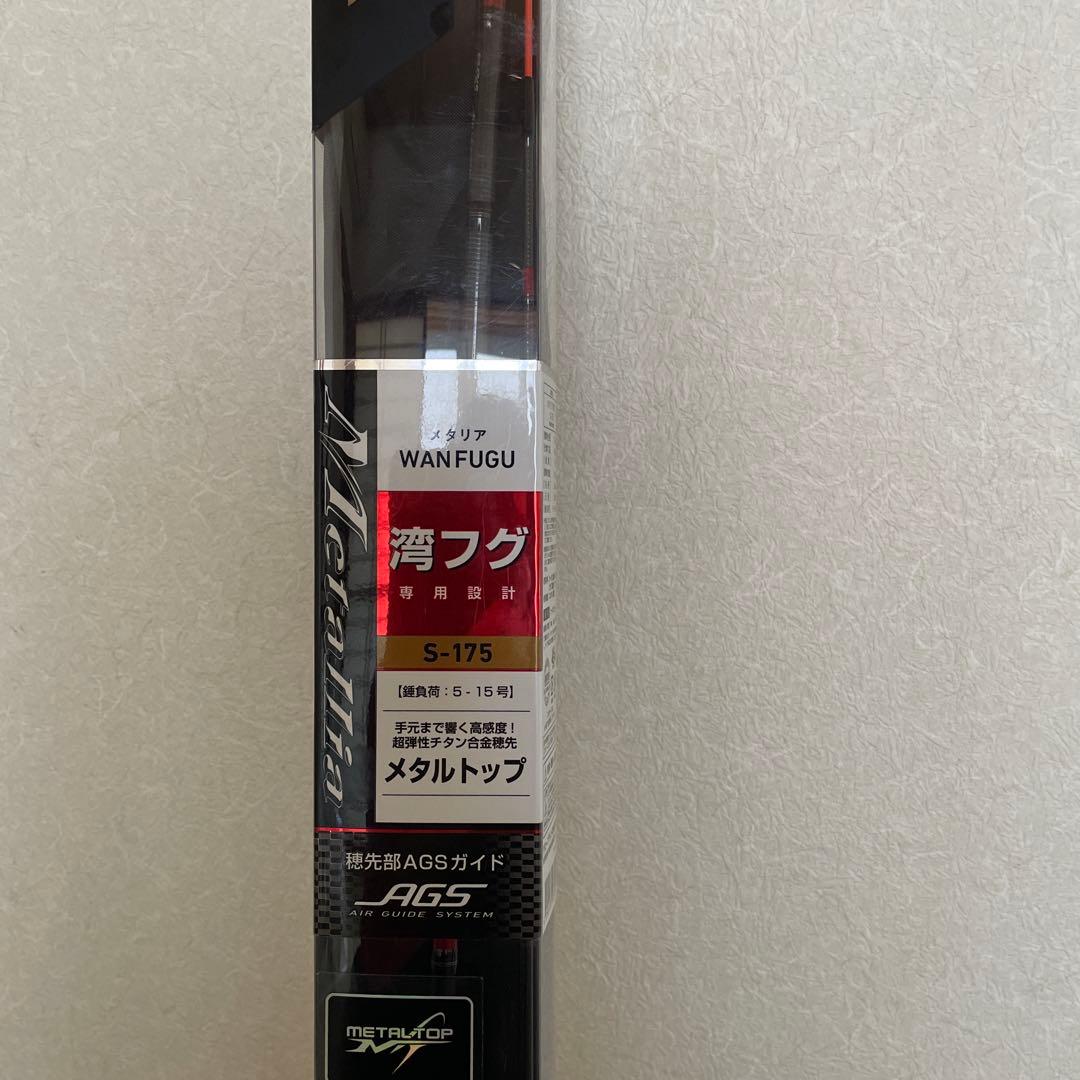 Metallia
メタリア
WAN FUGU
湾フグ
専用設計
S-175
【錘負荷：5-15号】
手元まで響く高感度！
超弾性チタン合金穂先
メタルトップ
穂先部AGSガイド
AGS
AIR GUIDE SYSTEM
METAL TOP
MT